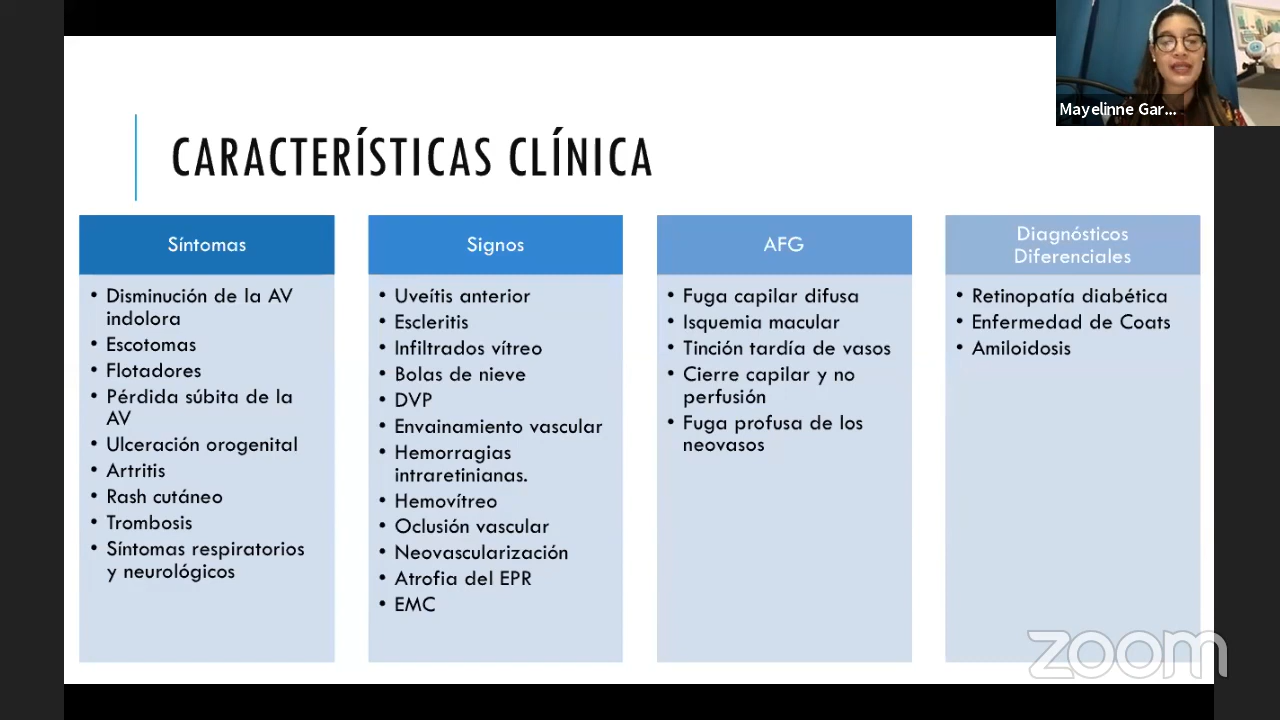 Mayelinne Gar...
CARACTERÍSTICAS CLÍNICA
Síntomas
• Disminución de la AV
indolora
• Escotomas
• Flotadores
• Pérdida súbita de la
AV
• Ulceración orogenital
• Artritis
• Rash cutáneo
• Trombosis
• Síntomas respiratorios
y neurológicos
Signos
• Uveítis anterior
• Escleritis
• Infiltrados vítreo
• Bolas de nieve
• DVP
• Envainamiento vascular
• Hemorragias
intraretinianas.
• Hemovítreo
• Oclusión vascular
• Neovascularización
• Atrofia del EPR
• EMC
AFG
• Fuga capilar difusa
• Isquemia macular
• Tinción tardía de vasos
• Cierre capilar y no
perfusión
• Fuga profusa de los
neovasos
Diagnósticos
Diferenciales
• Retinopatía diabética
• Enfermedad de Coats
• Amiloidosis
zoom